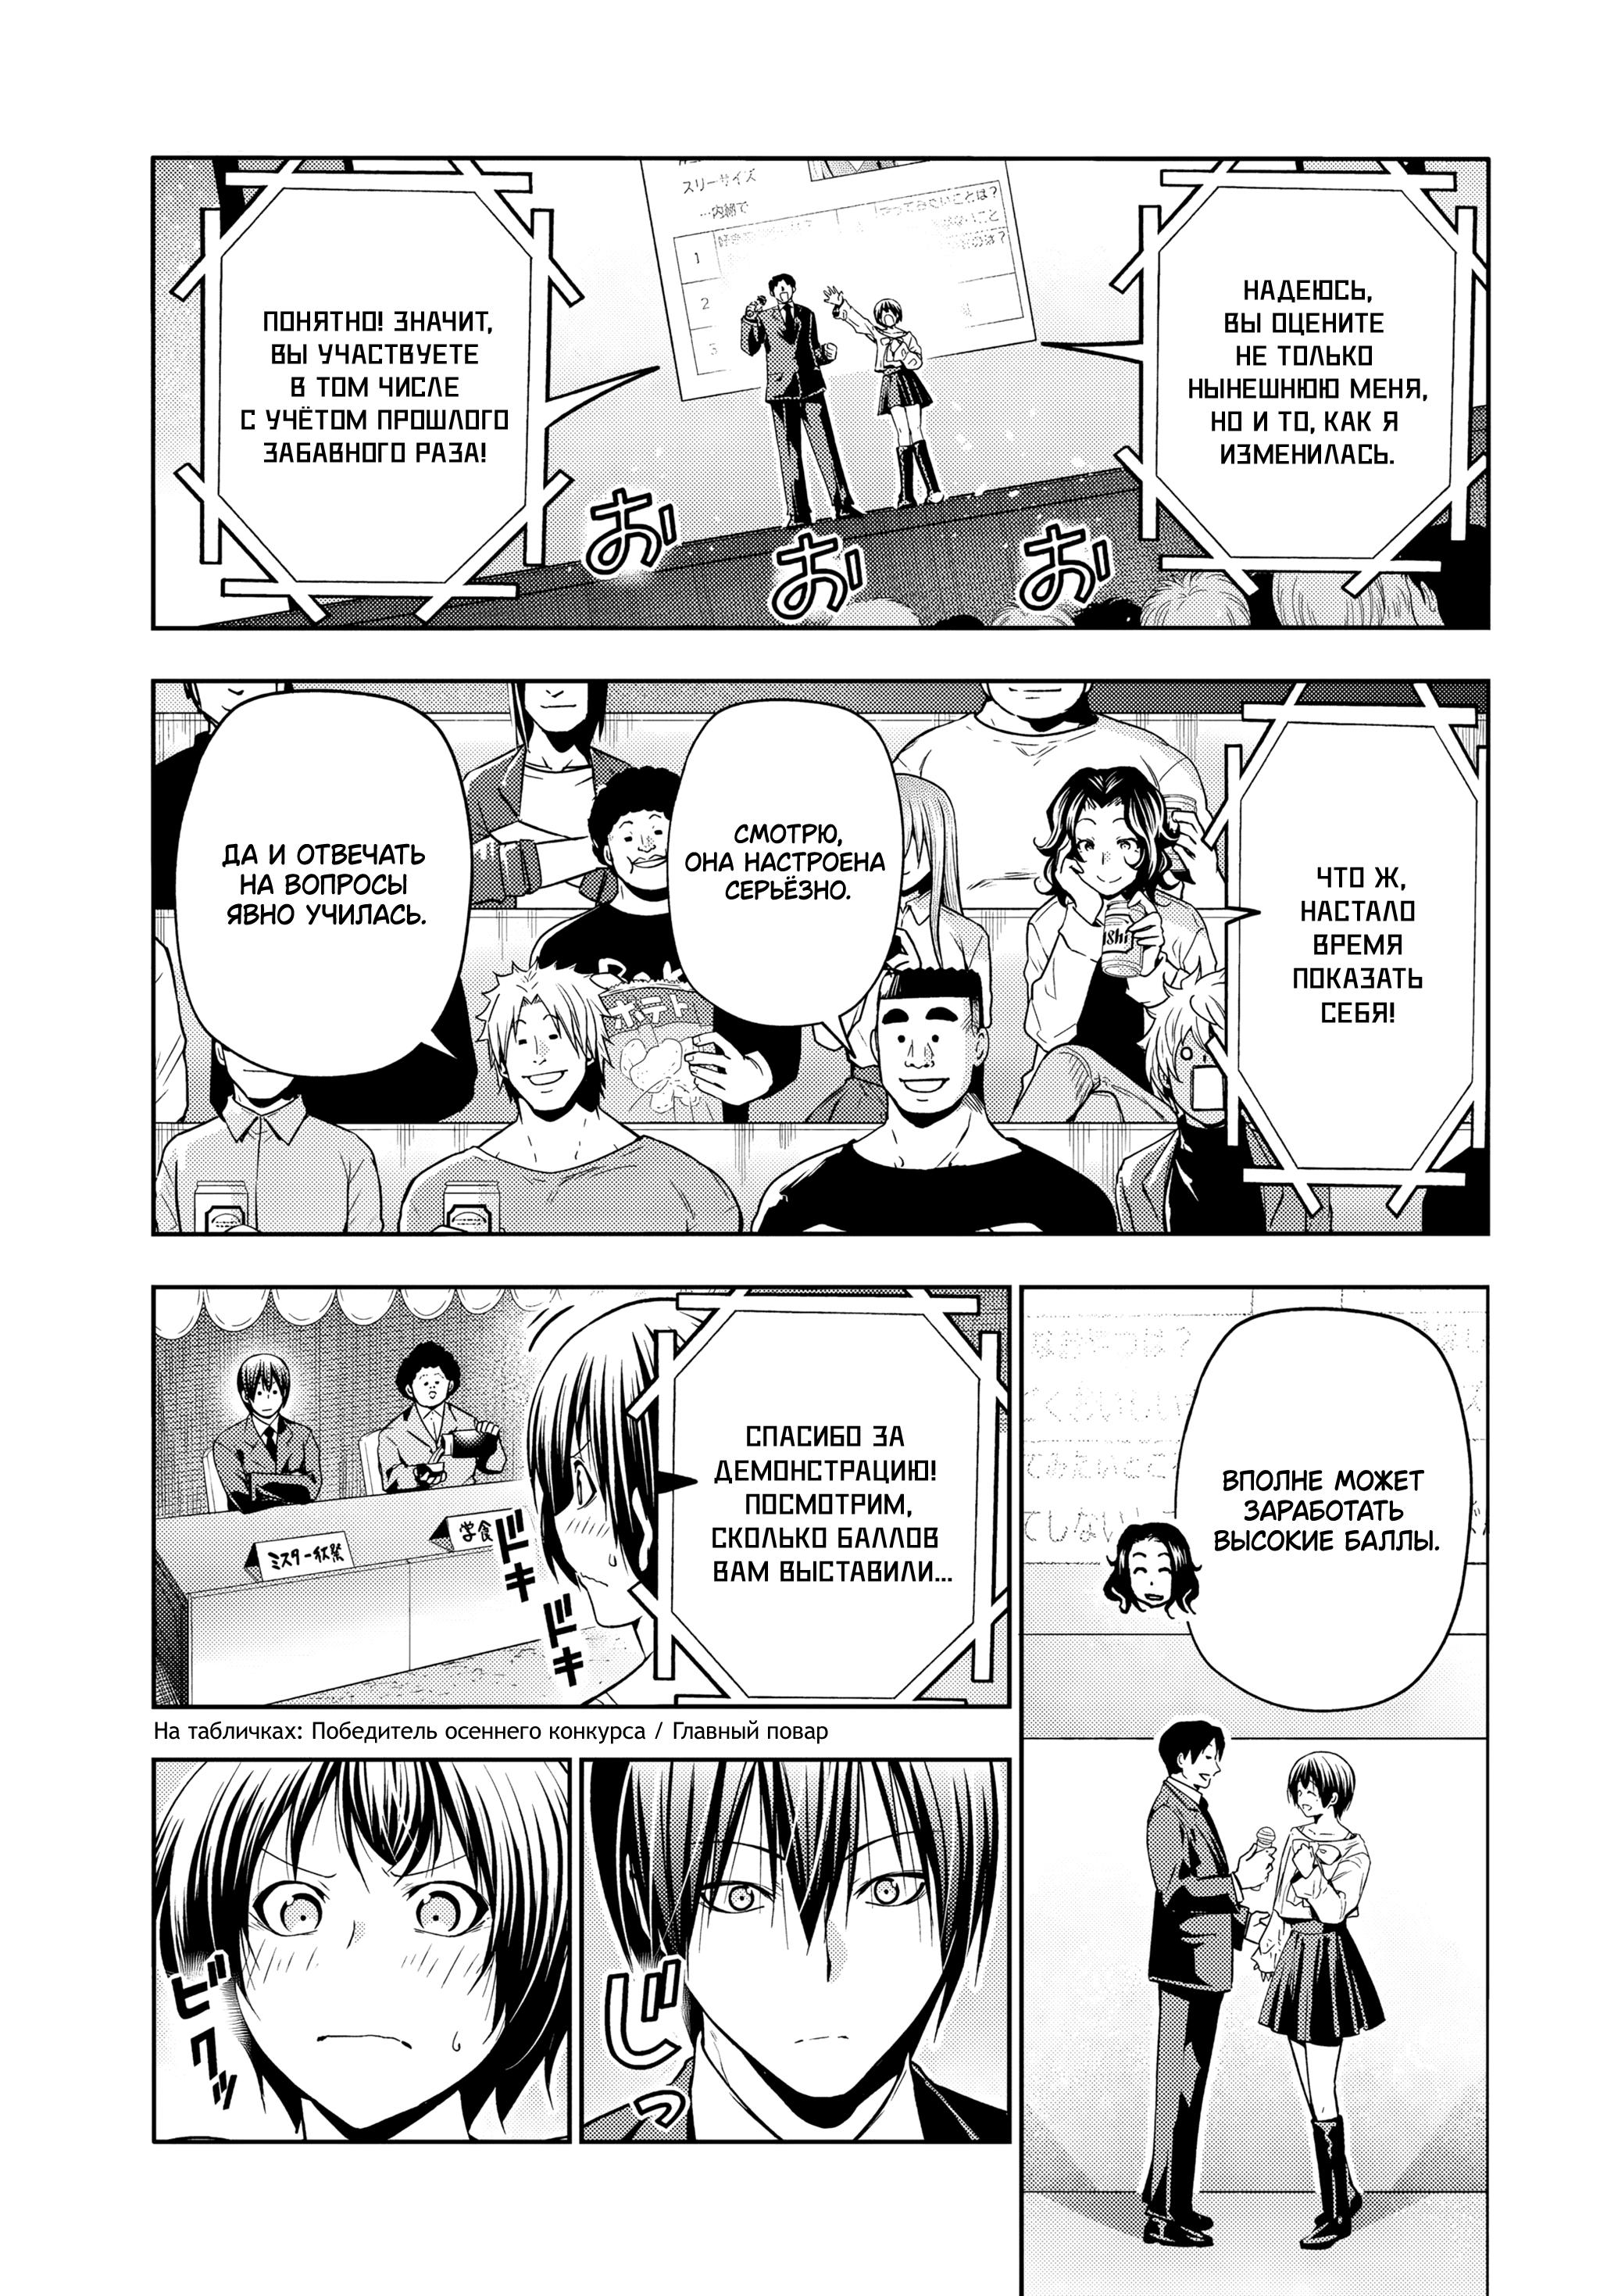 スリーサイズ
…内緒で
1
2
3
НАДЕЮСЬ,
ВЫ ОЦЕНИТЕ
НЕ ТОЛЬКО
НЫНЕШНЮЮ МЕНЯ,
НО И ТО, КАК Я
ИЗМЕНИЛАСЬ.
ПОНЯТНО! ЗНАЧИТ,
ВЫ УЧАСТВУЕТЕ
В ТОМ ЧИСЛЕ
С УЧЁТОМ ПРОШЛОГО
ЗАБАВНОГО РАЗА!
お
お
お
ЧТО Ж,
НАСТАЛО
ВРЕМЯ
ПОКАЗАТЬ
СЕБЯ!
СМОТРЮ,
ОНА НАСТРОЕНА
СЕРЬЁЗНО.
ДА И ОТВЕЧАТЬ
НА ВОПРОСЫ
ЯВНО УЧИЛАСЬ.
ポテト
ВПОЛНЕ МОЖЕТ
ЗАРАБОТАТЬ
ВЫСОКИЕ БАЛЛЫ.
СПАСИБО ЗА
ДЕМОНСТРАЦИЮ!
ПОСМОТРИМ,
СКОЛЬКО БАЛЛОВ
ВАМ ВЫСТАВИЛИ...
ドキ
ドキ
学食
ミスター秋祭
На табличках: Победитель осеннего конкурса / Главный повар
じっ
ビクッ